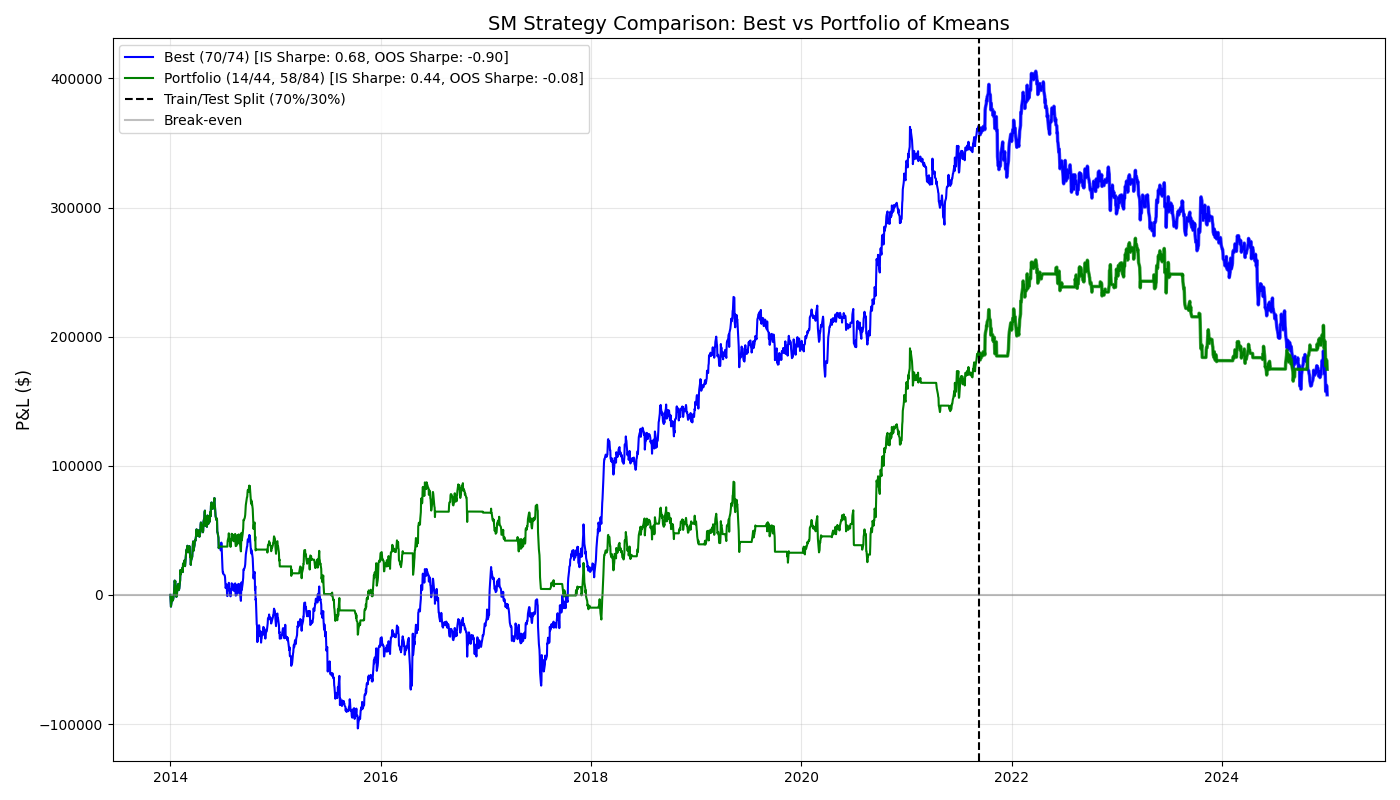 SM Strategy Comparison: Best vs Portfolio of Kmeans
Best (70/74) [IS Sharpe: 0.68, OOS Sharpe: -0.90]
Portfolio (14/44, 58/84) [IS Sharpe: 0.44, OOS Sharpe: -0.08]
Train/Test Split (70%/30%)
Break-even
P&L ($)
400000
300000
200000
100000
0
−100000
2014
2016
2018
2020
2022
2024